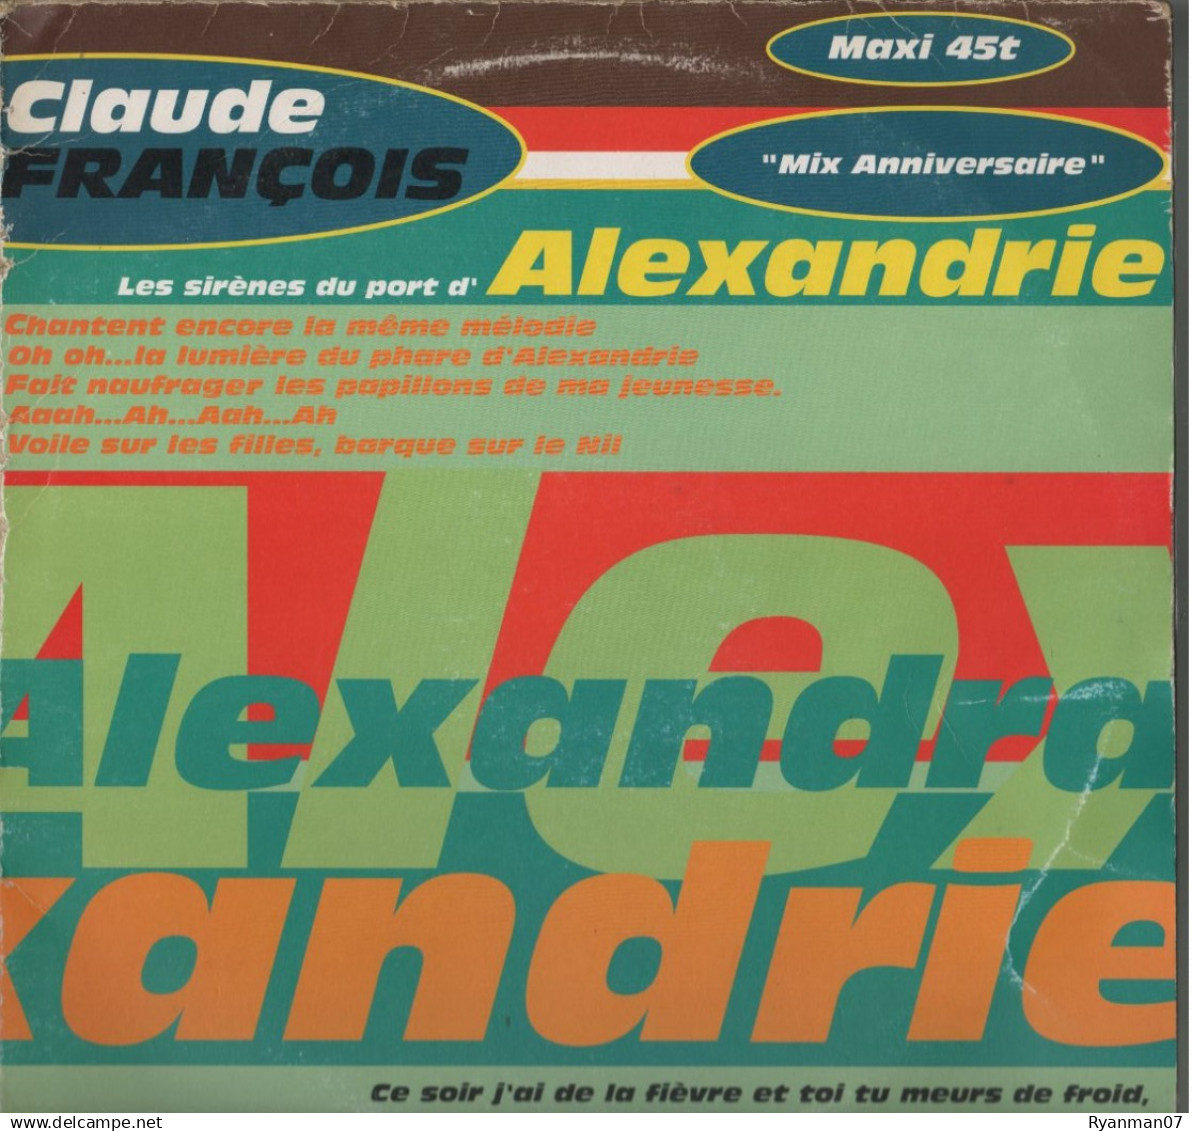 Maxi 45t
Claude
FRANÇOIS
"Mix Anniversaire"
Les sirènes du port d'Alexandrie
Chantent encore la même mélodie
Oh oh...la lumière du phare d'Alexandrie
Fait naufrager les papillons de ma jeunesse.
Aaah...Ah...Aah...Ah
Voile sur les filles, barque sur le Nil
Alex
Alexandra
xandrie
Ce soir j'ai de la fièvre et toi tu meurs de froid,
Ryanman07